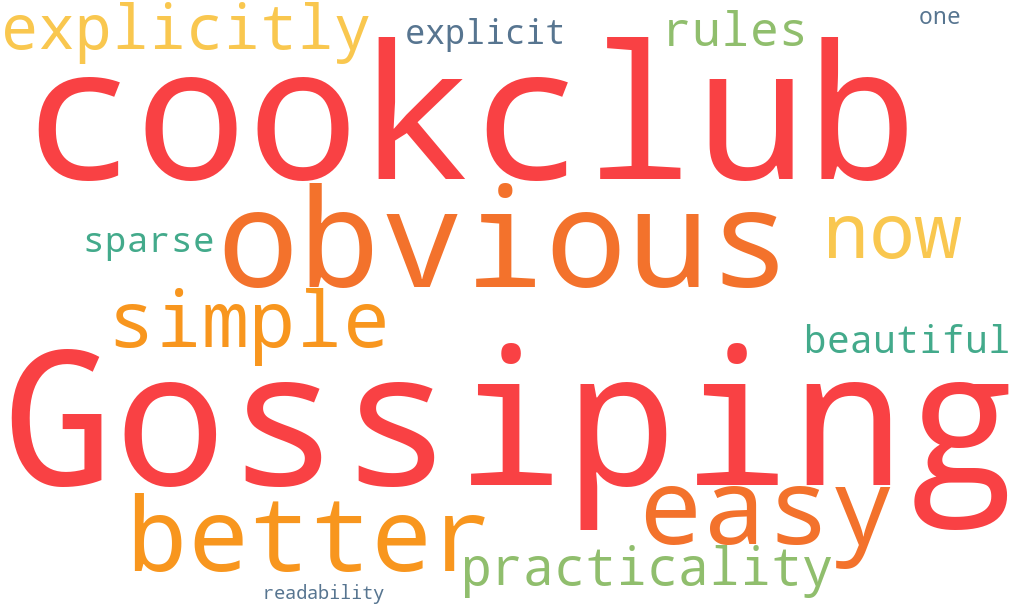 explicitly explicit rules one
cookclub
sparse obvious now
simple beautiful
Gossiping
better easy
practicality
readability